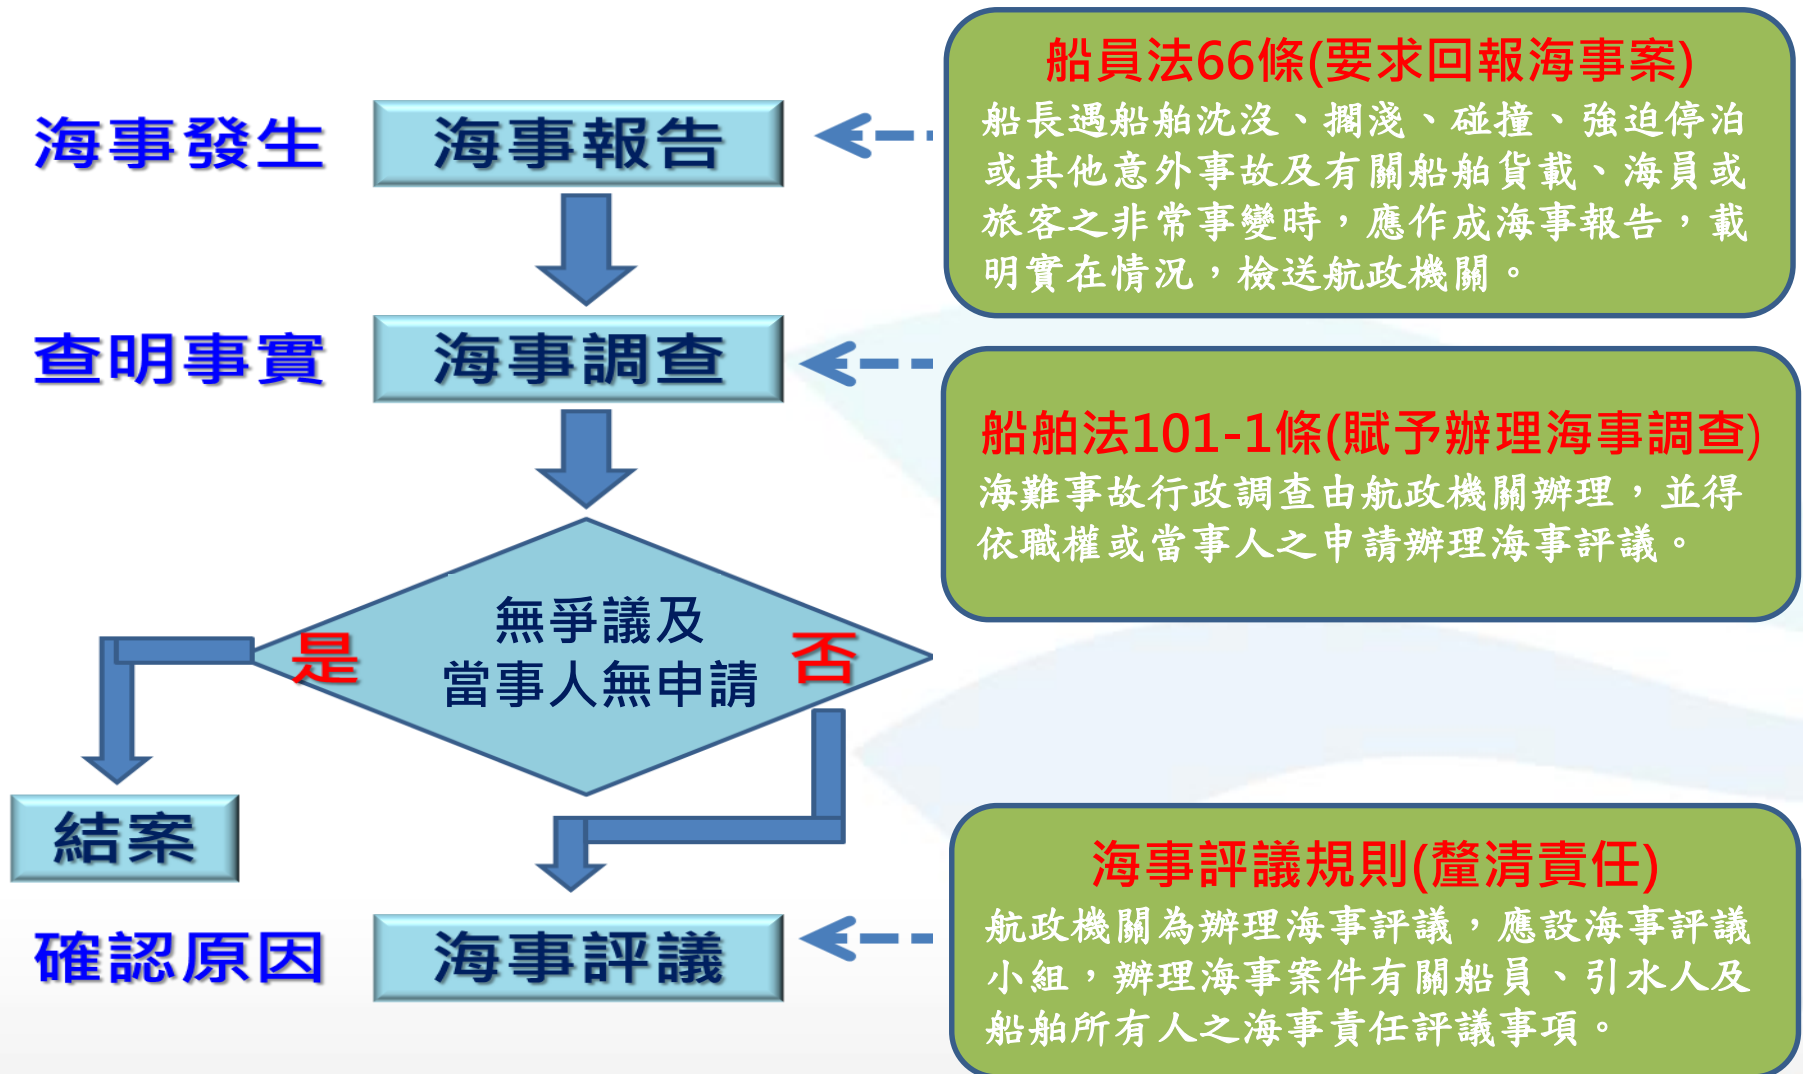 海事發生
海事報告
查明事實
海事調查
無爭議及
當事人無申請
是
否
結案
確認原因
海事評議
船員法66條(要求回報海事案)
船長遇船舶沈沒、擱淺、碰撞、強迫停泊
或其他意外事故及有關船舶貨載、海員或
旅客之非常事變時，應作成海事報告，載
明實在情況，檢送航政機關。
船舶法101-1條(賦予辦理海事調查)
海難事故行政調查由航政機關辦理，並得
依職權或當事人之申請辦理海事評議。
海事評議規則(釐清責任)
航政機關為辦理海事評議，應設海事評議
小組，辦理海事案件有關船員、引水人及
船舶所有人之海事責任評議事項。